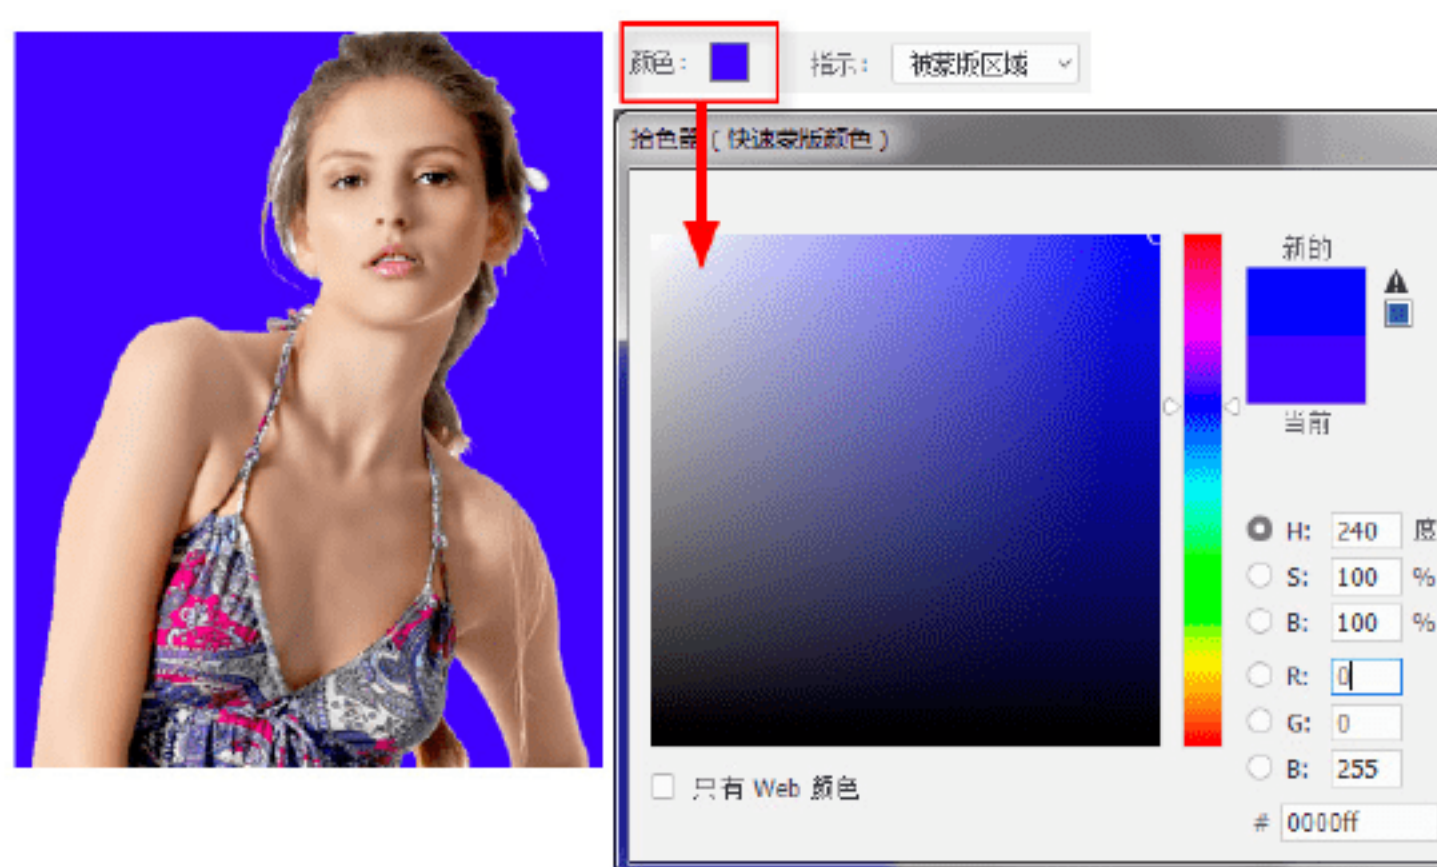 颜色： 指示： 被蒙版区域
拾色器 ( 快速蒙版颜色 )
新的
当前
H: 240 度
S: 100 %
B: 100 %
R: 0
G: 0
B: 255
只有 Web 颜色
# 0000ff